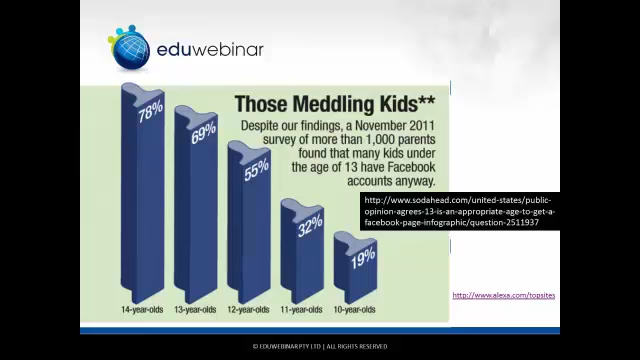 eduwebinar
Those Meddling Kids**
Despite our findings, a November 2011
survey of more than 1,000 parents
found that many kids under
the age of 13 have Facebook
accounts anyway.
78%
69%
55%
32%
19%
http://www.sodahead.com/united-states/public-
opinion-agrees-13-is-an-appropriate-age-to-get-a-
facebook-page-infographic/question-2511937
http://www.alexa.com/topsites
14-year-olds 13-year-olds 12-year-olds 11-year-olds 10-year-olds
© EDUWEBINAR PTY LTD | ALL RIGHTS RESERVED